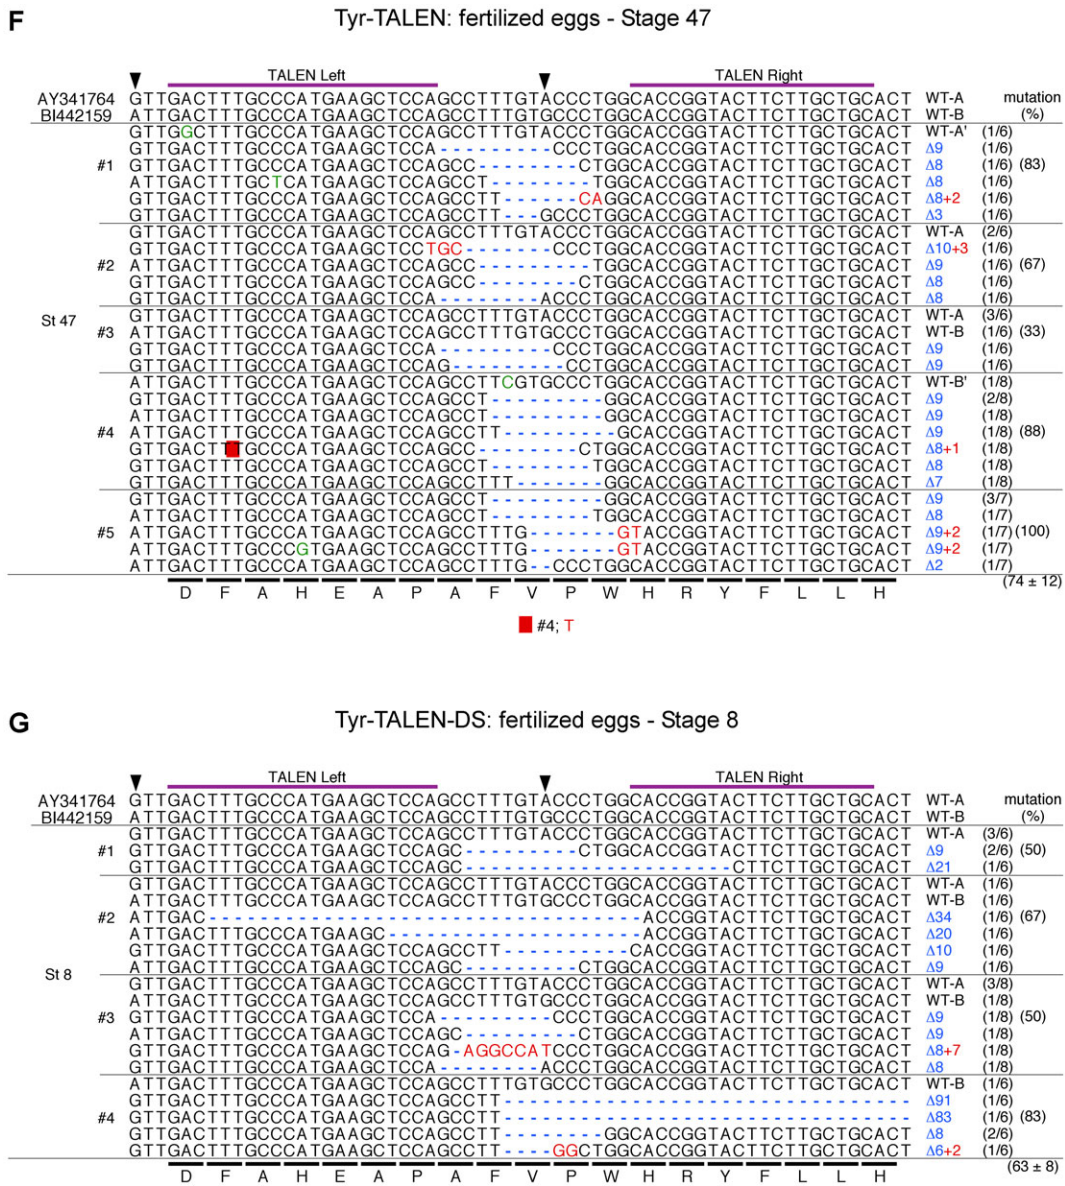 F
Tyr-TALEN: fertilized eggs - Stage 47
TALEN Left TALEN Right
AY341764 GTTGACTTTGCCCATGAAGCTCCAGCCTTTGTACCCTGGCACCGGTACTTCTTGCTGCACT WT-A mutation
BI442159 ATTGACTTTGCCCATGAAGCTCCAGCCTTTGTGCCCTGGCACCGGTACTTCTTGCTGCACT WT-B (%)
GTTGGCTTTGCCCATGAAGCTCCAGCCTTTGTACCCTGGCACCGGTACTTCTTGCTGCACT WT-A' (1/6)
GTTGACTTTGCCCATGAAGCTCCA---------CCCTGGCACCGGTACTTCTTGCTGCACT Δ9 (1/6)
#1 GTTGACTTTGCCCATGAAGCTCCAGCC--------CTGGCACCGGTACTTCTTGCTGCACT Δ8 (1/6) (83)
ATTGACTTTGCTCATGAAGCTCCAGCCT--------TGGCACCGGTACTTCTTGCTGCACT Δ8 (1/6)
GTTGACTTTGCCCATGAAGCTCCAGCCTT------CAGGCACCGGTACTTCTTGCTGCACT Δ8+2 (1/6)
GTTGACTTTGCCCATGAAGCTCCAGCCTT---GCCCTGGCACCGGTACTTCTTGCTGCACT Δ3 (1/6)
GTTGACTTTGCCCATGAAGCTCCAGCCTTTGTACCCTGGCACCGGTACTTCTTGCTGCACT WT-A (2/6)
GTTGACTTTGCCCATGAAGCTCCTGC-------CCCTGGCACCGGTACTTCTTGCTGCACT Δ10+3 (1/6)
#2 ATTGACTTTGCCCATGAAGCTCCAGCC---------TGGCACCGGTACTTCTTGCTGCACT Δ9 (1/6) (67)
GTTGACTTTGCCCATGAAGCTCCAGCC--------CTGGCACCGGTACTTCTTGCTGCACT Δ8 (1/6)
GTTGACTTTGCCCATGAAGCTCCA--------ACCCTGGCACCGGTACTTCTTGCTGCACT Δ8 (1/6)
St 47
GTTGACTTTGCCCATGAAGCTCCAGCCTTTGTACCCTGGCACCGGTACTTCTTGCTGCACT WT-A (3/6)
#3 ATTGACTTTGCCCATGAAGCTCCAGCCTTTGTGCCCTGGCACCGGTACTTCTTGCTGCACT WT-B (1/6) (33)
GTTGACTTTGCCCATGAAGCTCCA---------CCCTGGCACCGGTACTTCTTGCTGCACT Δ9 (1/6)
GTTGACTTTGCCCATGAAGCTCCAG---------CCTGGCACCGGTACTTCTTGCTGCACT Δ9 (1/6)
ATTGACTTTGCCCATGAAGCTCCAGCCTTCGTGCCCTGGCACCGGTACTTCTTGCTGCACT WT-B' (1/8)
GTTGACTTTGCCCATGAAGCTCCAGCCT---------GGCACCGGTACTTCTTGCTGCACT Δ9 (2/8)
ATTGACTTTGCCCATGAAGCTCCAGCCT---------GGCACCGGTACTTCTTGCTGCACT Δ9 (1/8)
#4 ATTGACTTTGCCCATGAAGCTCCAGCCTT---------GCACCGGTACTTCTTGCTGCACT Δ9 (1/8) (88)
GTTGACTT GCCCATGAAGCTCCAGCC--------CTGGCACCGGTACTTCTTGCTGCACT Δ8+1 (1/8)
GTTGACTTTGCCCATGAAGCTCCAGCCT--------TGGCACCGGTACTTCTTGCTGCACT Δ8 (1/8)
GTTGACTTTGCCCATGAAGCTCCAGCCTTT-------GGCACCGGTACTTCTTGCTGCACT Δ7 (1/8)
GTTGACTTTGCCCATGAAGCTCCAGCCT---------GGCACCGGTACTTCTTGCTGCACT Δ9 (3/7)
ATTGACTTTGCCCATGAAGCTCCAGCCT--------TGGCACCGGTACTTCTTGCTGCACT Δ8 (1/7)
#5 ATTGACTTTGCCCATGAAGCTCCAGCCTTTG-------GTACCGGTACTTCTTGCTGCACT Δ9+2 (1/7) (100)
ATTGACTTTGCCCGTGAAGCTCCAGCCTTTG-------GTACCGGTACTTCTTGCTGCACT Δ9+2 (1/7)
ATTGACTTTGCCCATGAAGCTCCAGCCTTTG--CCCTGGCACCGGTACTTCTTGCTGCACT Δ2 (1/7)
(74 ± 12)
D F A H E A P A F V P W H R Y F L L H
#4; T
G
Tyr-TALEN-DS: fertilized eggs - Stage 8
TALEN Left TALEN Right
AY341764 GTTGACTTTGCCCATGAAGCTCCAGCCTTTGTACCCTGGCACCGGTACTTCTTGCTGCACT WT-A mutation
BI442159 ATTGACTTTGCCCATGAAGCTCCAGCCTTTGTGCCCTGGCACCGGTACTTCTTGCTGCACT WT-B (%)
GTTGACTTTGCCCATGAAGCTCCAGCCTTTGTACCCTGGCACCGGTACTTCTTGCTGCACT WT-A (3/6)
#1 GTTGACTTTGCCCATGAAGCTCCAGC---------CTGGCACCGGTACTTCTTGCTGCACT Δ9 (2/6) (50)
GTTGACTTTGCCCATGAAGCTCCAGC---------------------CTTCTTGCTGCACT Δ21 (1/6)
GTTGACTTTGCCCATGAAGCTCCAGCCTTTGTACCCTGGCACCGGTACTTCTTGCTGCACT WT-A (1/6)
ATTGACTTTGCCCATGAAGCTCCAGCCTTTGTGCCCTGGCACCGGTACTTCTTGCTGCACT WT-B (1/6)
#2 ATTGAC----------------------------------ACCGGTACTTCTTGCTGCACT Δ34 (1/6) (67)
ATTGACTTTGCCCATGAAGC--------------------ACCGGTACTTCTTGCTGCACT Δ20 (1/6)
GTTGACTTTGCCCATGAAGCTCCAGCCTT----------CACCGGTACTTCTTGCTGCACT Δ10 (1/6)
ATTGACTTTGCCCATGAAGCTCCAGC---------CTGGCACCGGTACTTCTTGCTGCACT Δ9 (1/6)
St 8
GTTGACTTTGCCCATGAAGCTCCAGCCTTTGTACCCTGGCACCGGTACTTCTTGCTGCACT WT-A (3/8)
ATTGACTTTGCCCATGAAGCTCCAGCCTTTGTGCCCTGGCACCGGTACTTCTTGCTGCACT WT-B (1/8)
#3 GTTGACTTTGCCCATGAAGCTCCA---------CCCTGGCACCGGTACTTCTTGCTGCACT Δ9 (1/8) (50)
ATTGACTTTGCCCATGAAGCTCCAGC---------CTGGCACCGGTACTTCTTGCTGCACT Δ9 (1/8)
GTTGACTTTGCCCATGAAGCTCCAG-AGGCCATCCCTGGCACCGGTACTTCTTGCTGCACT Δ8+7 (1/8)
GTTGACTTTGCCCATGAAGCTCCA--------ACCCTGGCACCGGTACTTCTTGCTGCACT Δ8 (1/8)
ATTGACTTTGCCCATGAAGCTCCAGCCTTTGTGCCCTGGCACCGGTACTTCTTGCTGCACT WT-B (1/6)
GTTGACTTTGCCCATGAAGCTCCAGCCTT-------------------------------- Δ91 (1/6)
#4 GTTGACTTTGCCCATGAAGCTCCAGCCTT-------------------------------- Δ83 (1/6) (83)
GTTGACTTTGCCCATGAAGCTCCAGCCTT--------GGCACCGGTACTTCTTGCTGCACT Δ8 (2/6)
GTTGACTTTGCCCATGAAGCTCCAGCCTT----GGCTGGCACCGGTACTTCTTGCTGCACT Δ6+2 (1/6)
(63 ± 8)
D F A H E A P A F V P W H R Y F L L H